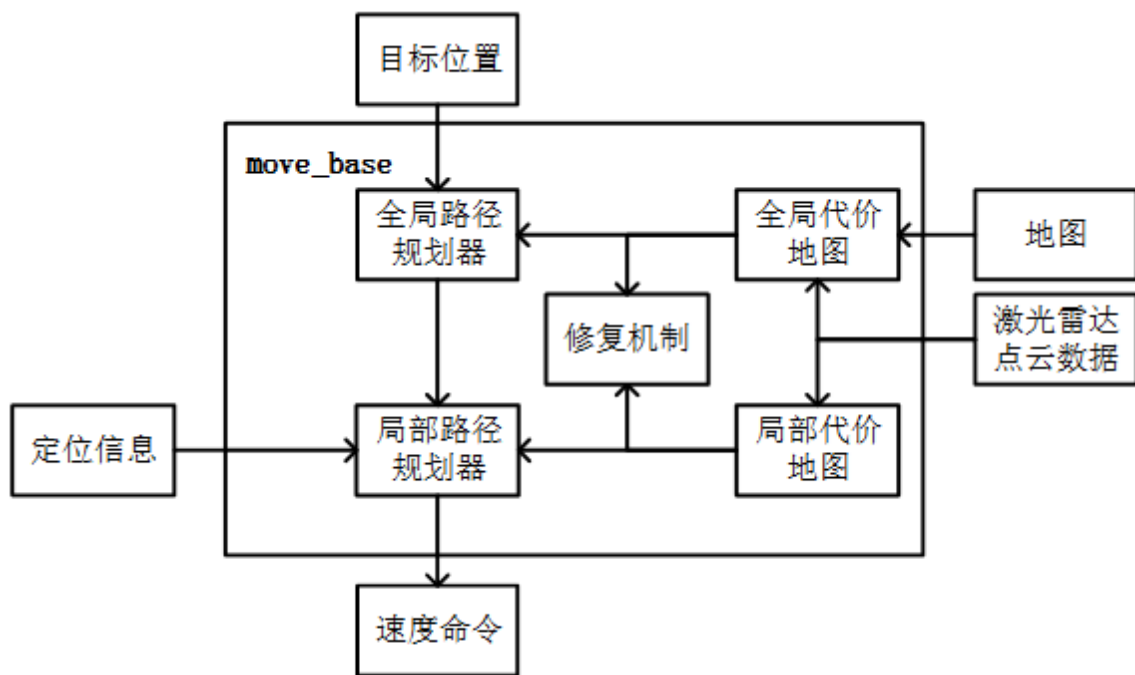 目标位置
move_base
全局路径
规划器
全局代价
地图
地图
修复机制
激光雷达
点云数据
定位信息
局部路径
规划器
局部代价
地图
速度命令